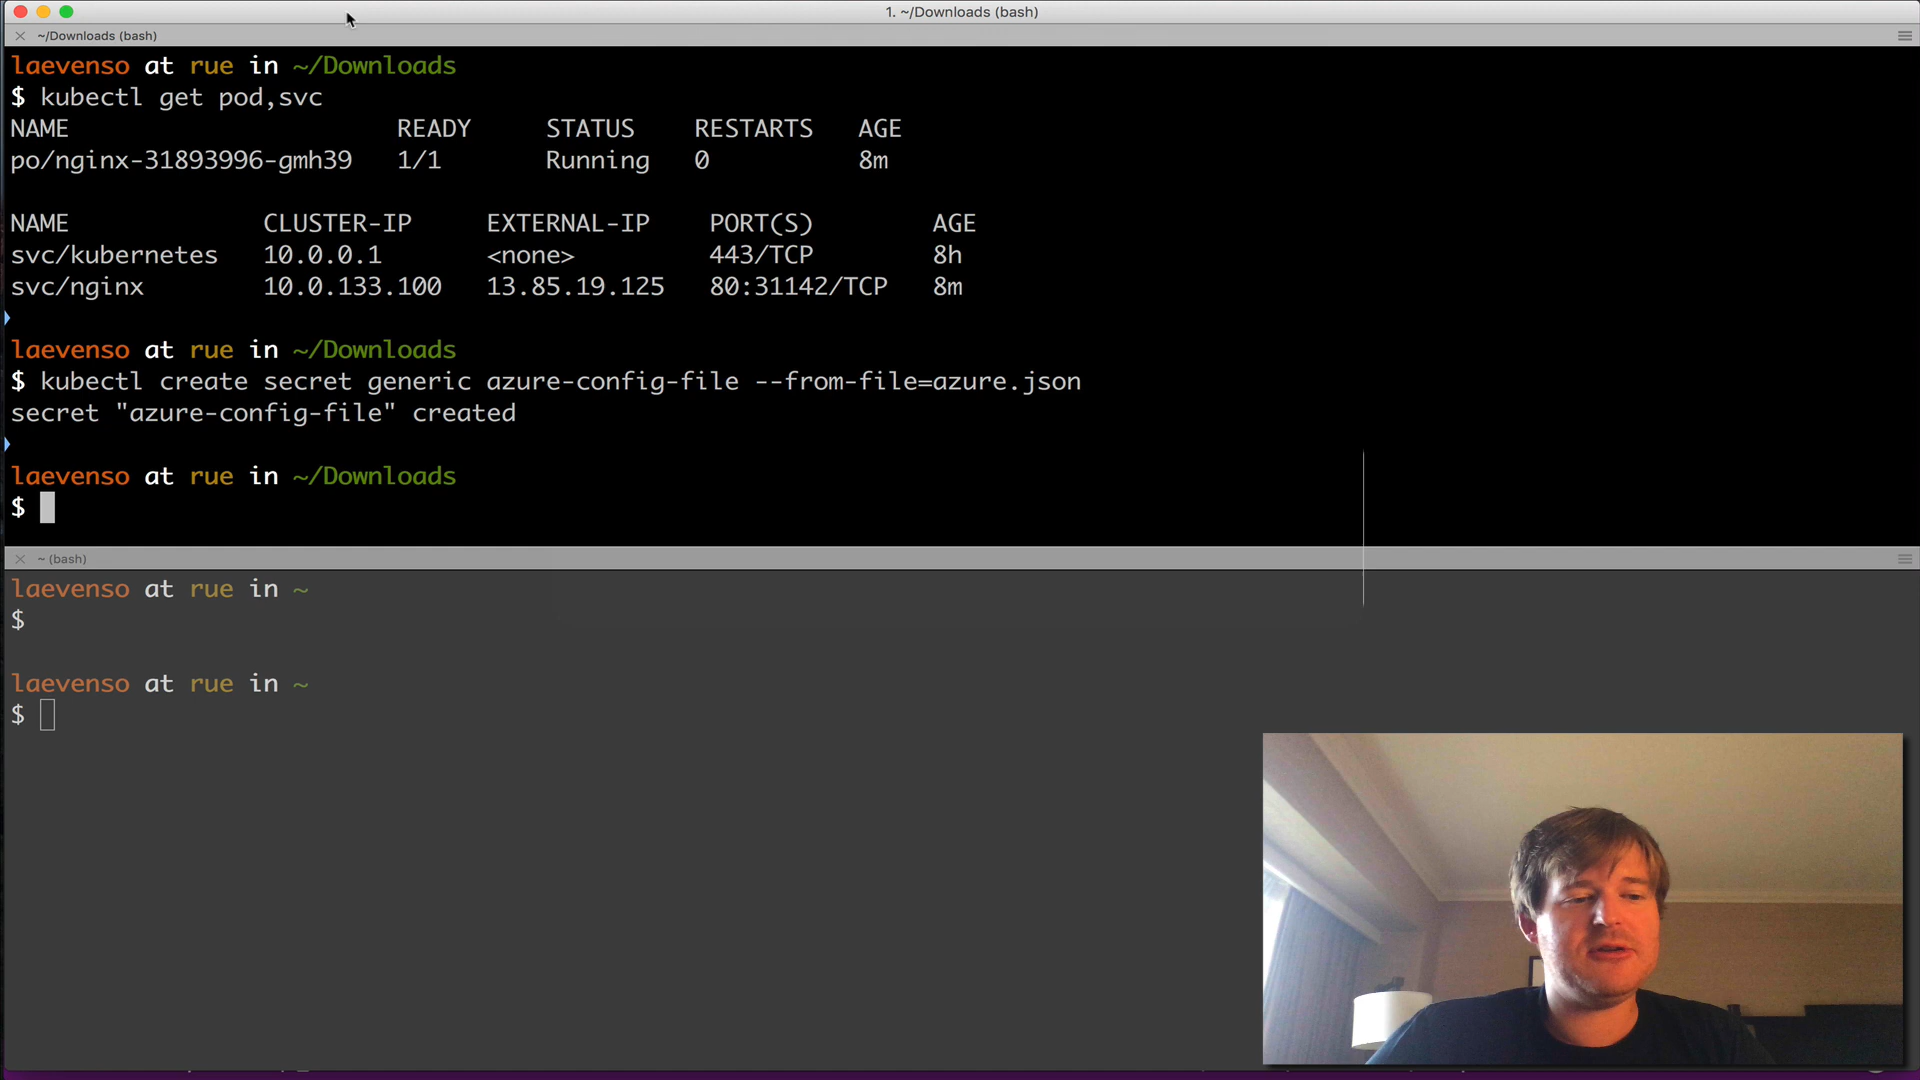 1. ~/Downloads (bash)
~/Downloads (bash)
laevenso at rue in ~/Downloads
$ kubectl get pod,svc
NAME READY STATUS RESTARTS AGE
po/nginx-31893996-gmh39 1/1 Running 0 8m
NAME CLUSTER-IP EXTERNAL-IP PORT(S) AGE
svc/kubernetes 10.0.0.1 <none> 443/TCP 8h
svc/nginx 10.0.133.100 13.85.19.125 80:31142/TCP 8m
laevenso at rue in ~/Downloads
$ kubectl create secret generic azure-config-file --from-file=azure.json
secret "azure-config-file" created
laevenso at rue in ~/Downloads
$
~ (bash)
laevenso at rue in ~
$
laevenso at rue in ~
$